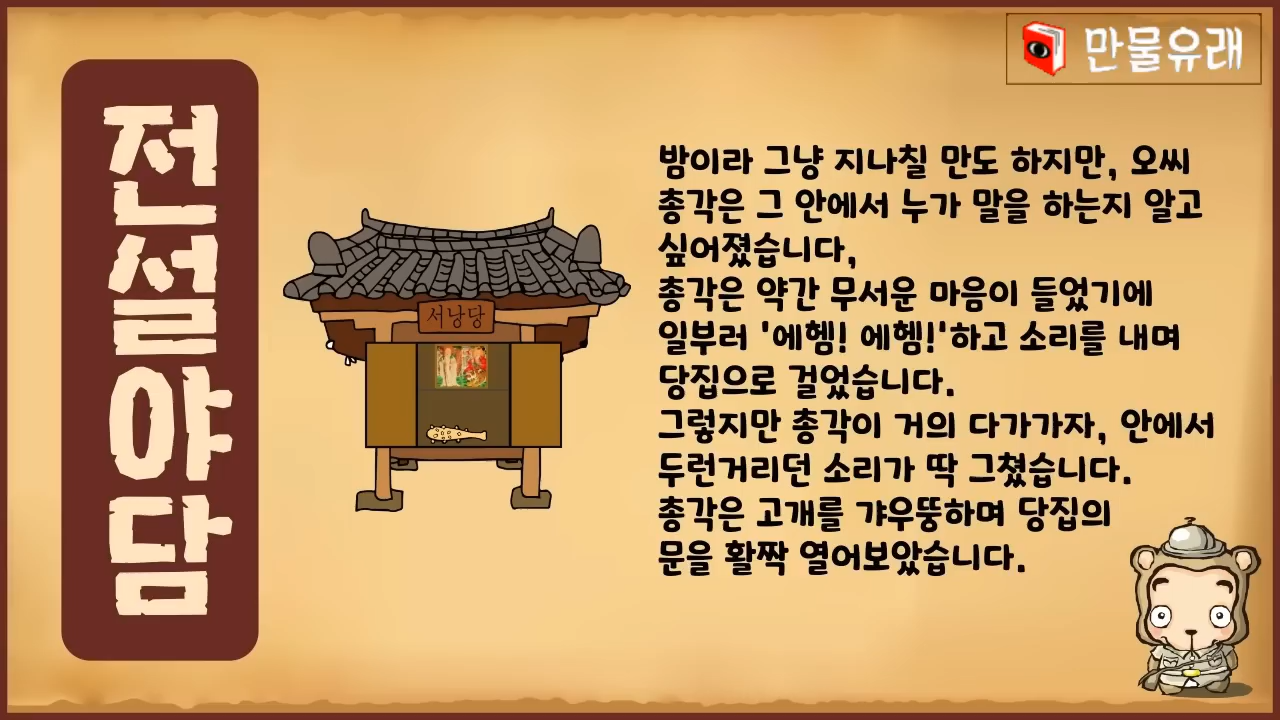 만물유래
전설야담
서낭당
밤이라 그냥 지나칠 만도 하지만, 오씨
총각은 그 안에서 누가 말을 하는지 알고
싶어졌습니다,
총각은 약간 무서운 마음이 들었기에
일부러 '에헴! 에헴!'하고 소리를 내며
당집으로 걸었습니다.
그렇지만 총각이 거의 다가가자, 안에서
두런거리던 소리가 딱 그쳤습니다.
총각은 고개를 갸우뚱하며 당집의
문을 활짝 열어보았습니다.